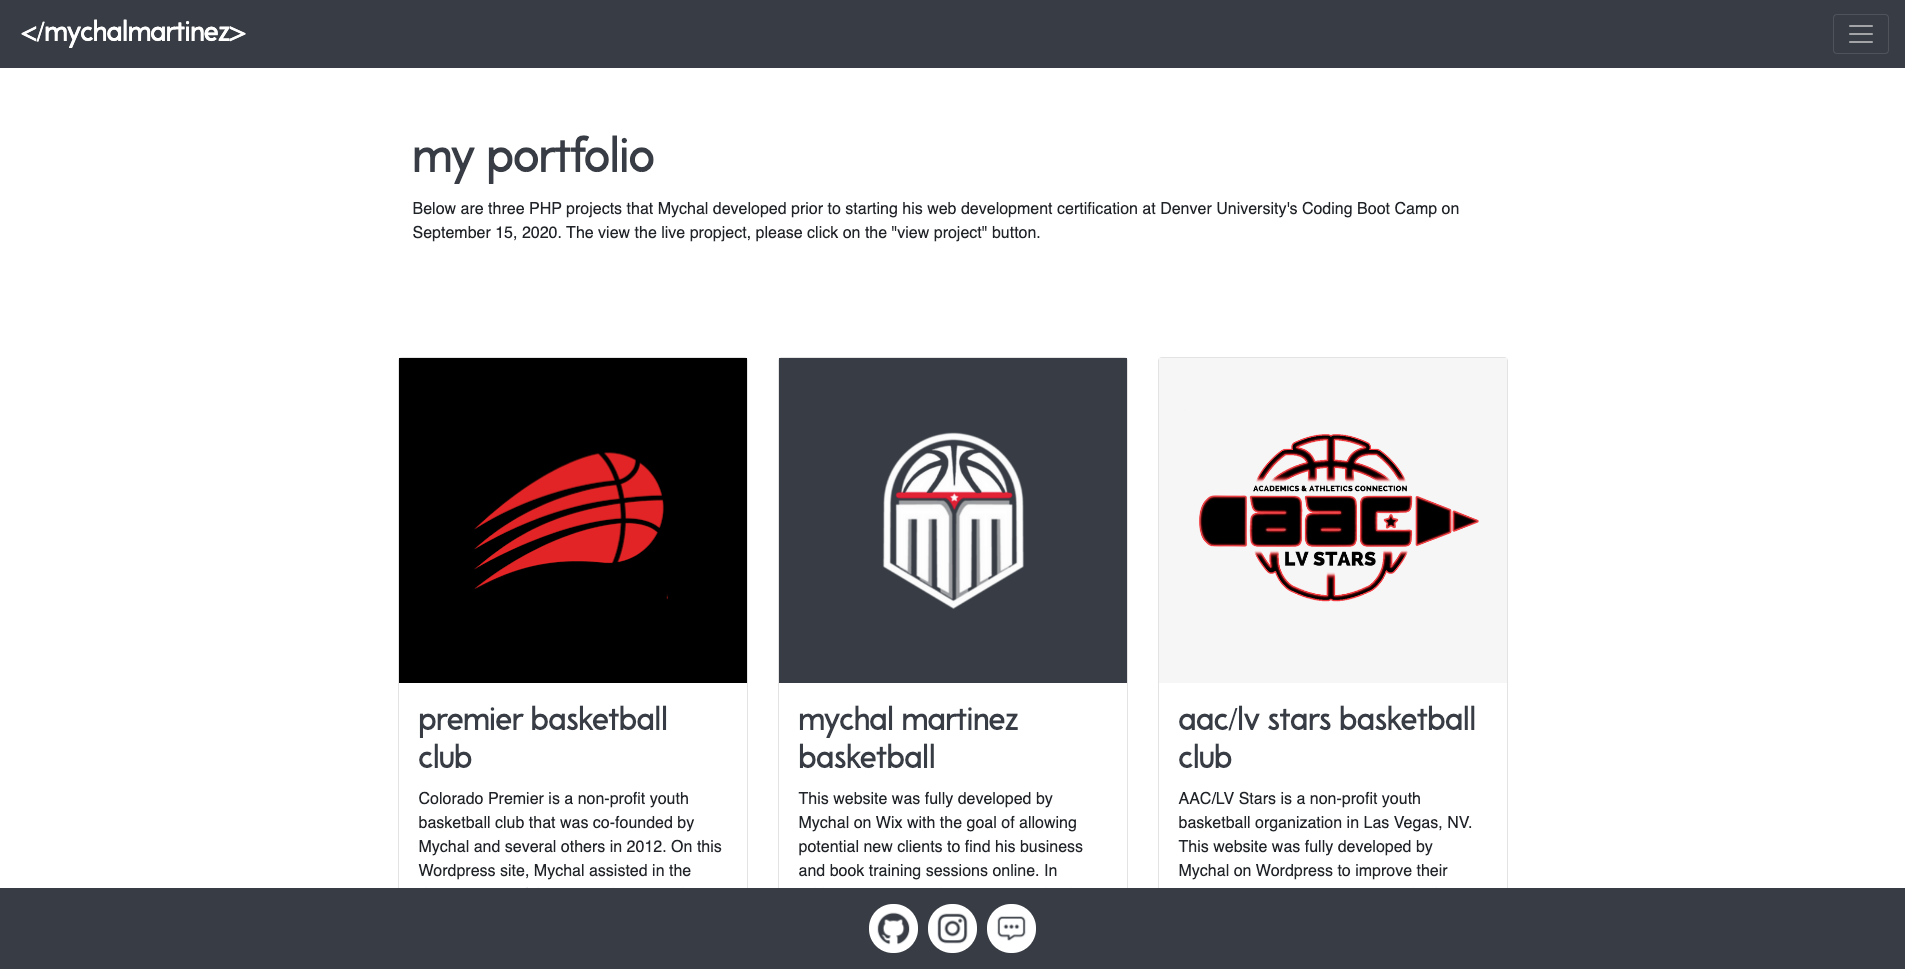 </mychalmartinez>
my portfolio
Below are three PHP projects that Mychal developed prior to starting his web development certification at Denver University's Coding Boot Camp on
September 15, 2020. The view the live propject, please click on the "view project" button.
ACADEMICS & ATHLETICS CONNECTION
aac
LV STARS
premier basketball
club
Colorado Premier is a non-profit youth
basketball club that was co-founded by
Mychal and several others in 2012. On this
Wordpress site, Mychal assisted in the
mychal martinez
basketball
This website was fully developed by
Mychal on Wix with the goal of allowing
potential new clients to find his business
and book training sessions online. In
aac/lv stars basketball
club
AAC/LV Stars is a non-profit youth
basketball organization in Las Vegas, NV.
This website was fully developed by
Mychal on Wordpress to improve their